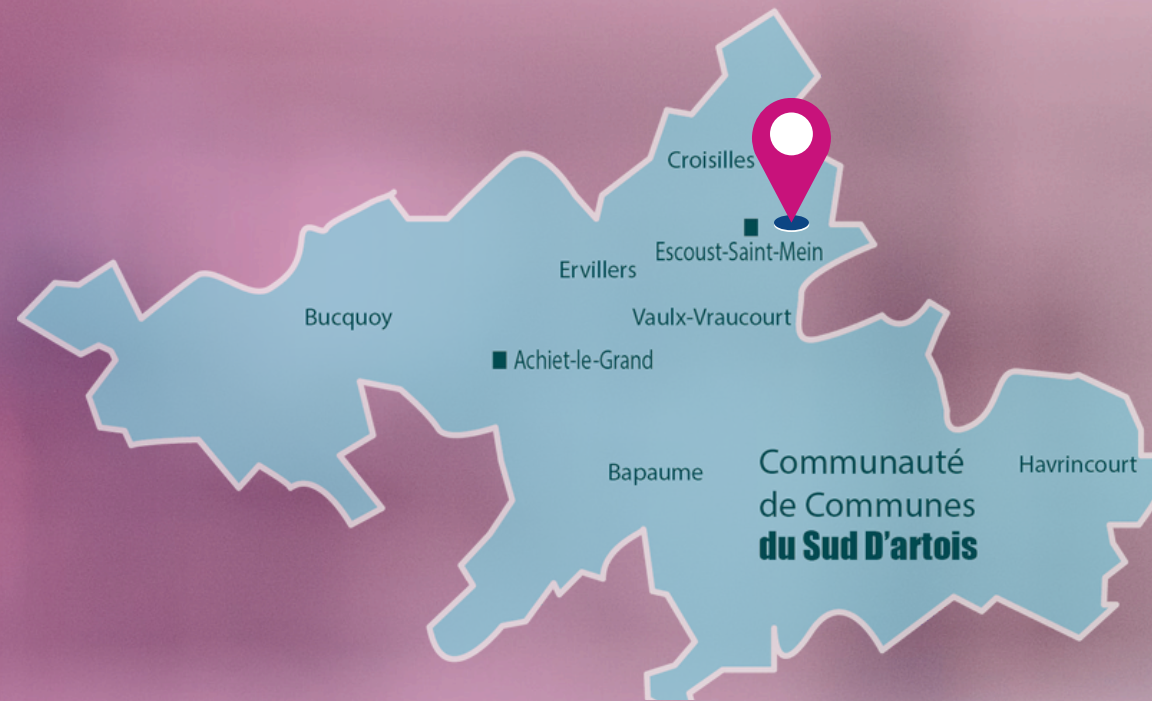 Croisilles
Escoust-Saint-Mein
Ervillers
Bucquoy
Vaulx-Vraucourt
Achiet-le-Grand
Communauté
de Communes
du Sud D'artois
Havrincourt
Bapaume